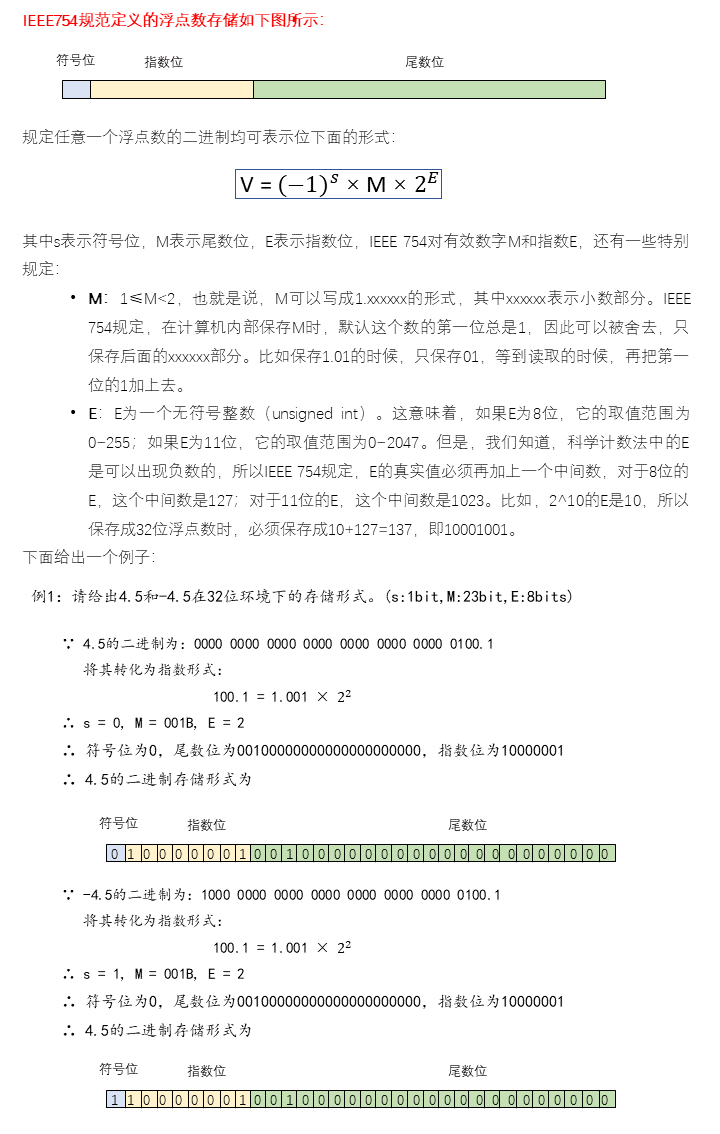 IEEE754规范定义的浮点数存储如下图所示：
符号位 指数位 尾数位
规定任意一个浮点数的二进制均可表示位下面的形式：
V = (−1)^s × M × 2^E
其中s表示符号位，M表示尾数位，E表示指数位，IEEE 754对有效数字M和指数E，还有一些特别
规定：
• M：1≤M<2，也就是说，M可以写成1.xxxxxx的形式，其中xxxxxx表示小数部分。IEEE
754规定，在计算机内部保存M时，默认这个数的第一位总是1，因此可以被舍去，只
保存后面的xxxxxx部分。比如保存1.01的时候，只保存01，等到读取的时候，再把第一
位的1加上去。
• E：E为一个无符号整数（unsigned int）。这意味着，如果E为8位，它的取值范围为
0-255；如果E为11位，它的取值范围为0-2047。但是，我们知道，科学计数法中的E
是可以出现负数的，所以IEEE 754规定，E的真实值必须再加上一个中间数，对于8位的
E，这个中间数是127；对于11位的E，这个中间数是1023。比如，2^10的E是10，所以
保存成32位浮点数时，必须保存成10+127=137，即10001001。
下面给出一个例子：
例1：请给出4.5和-4.5在32位环境下的存储形式。(s:1bit,M:23bit,E:8bits)
∵ 4.5的二进制为：0000 0000 0000 0000 0000 0000 0000 0100.1
将其转化为指数形式：
100.1 = 1.001 × 2²
∴ s = 0, M = 001B, E = 2
∴ 符号位为0，尾数位为00100000000000000000000，指数位为10000001
∴ 4.5的二进制存储形式为
符号位 指数位 尾数位
0 1 0 0 0 0 0 0 1 0 0 1 0 0 0 0 0 0 0 0 0 0 0 0 0 0 0 0 0 0 0 0
∵ -4.5的二进制为：1000 0000 0000 0000 0000 0000 0000 0100.1
将其转化为指数形式：
100.1 = 1.001 × 2²
∴ s = 1, M = 001B, E = 2
∴ 符号位为0，尾数位为00100000000000000000000，指数位为10000001
∴ 4.5的二进制存储形式为
符号位 指数位 尾数位
1 1 0 0 0 0 0 0 1 0 0 1 0 0 0 0 0 0 0 0 0 0 0 0 0 0 0 0 0 0 0 0